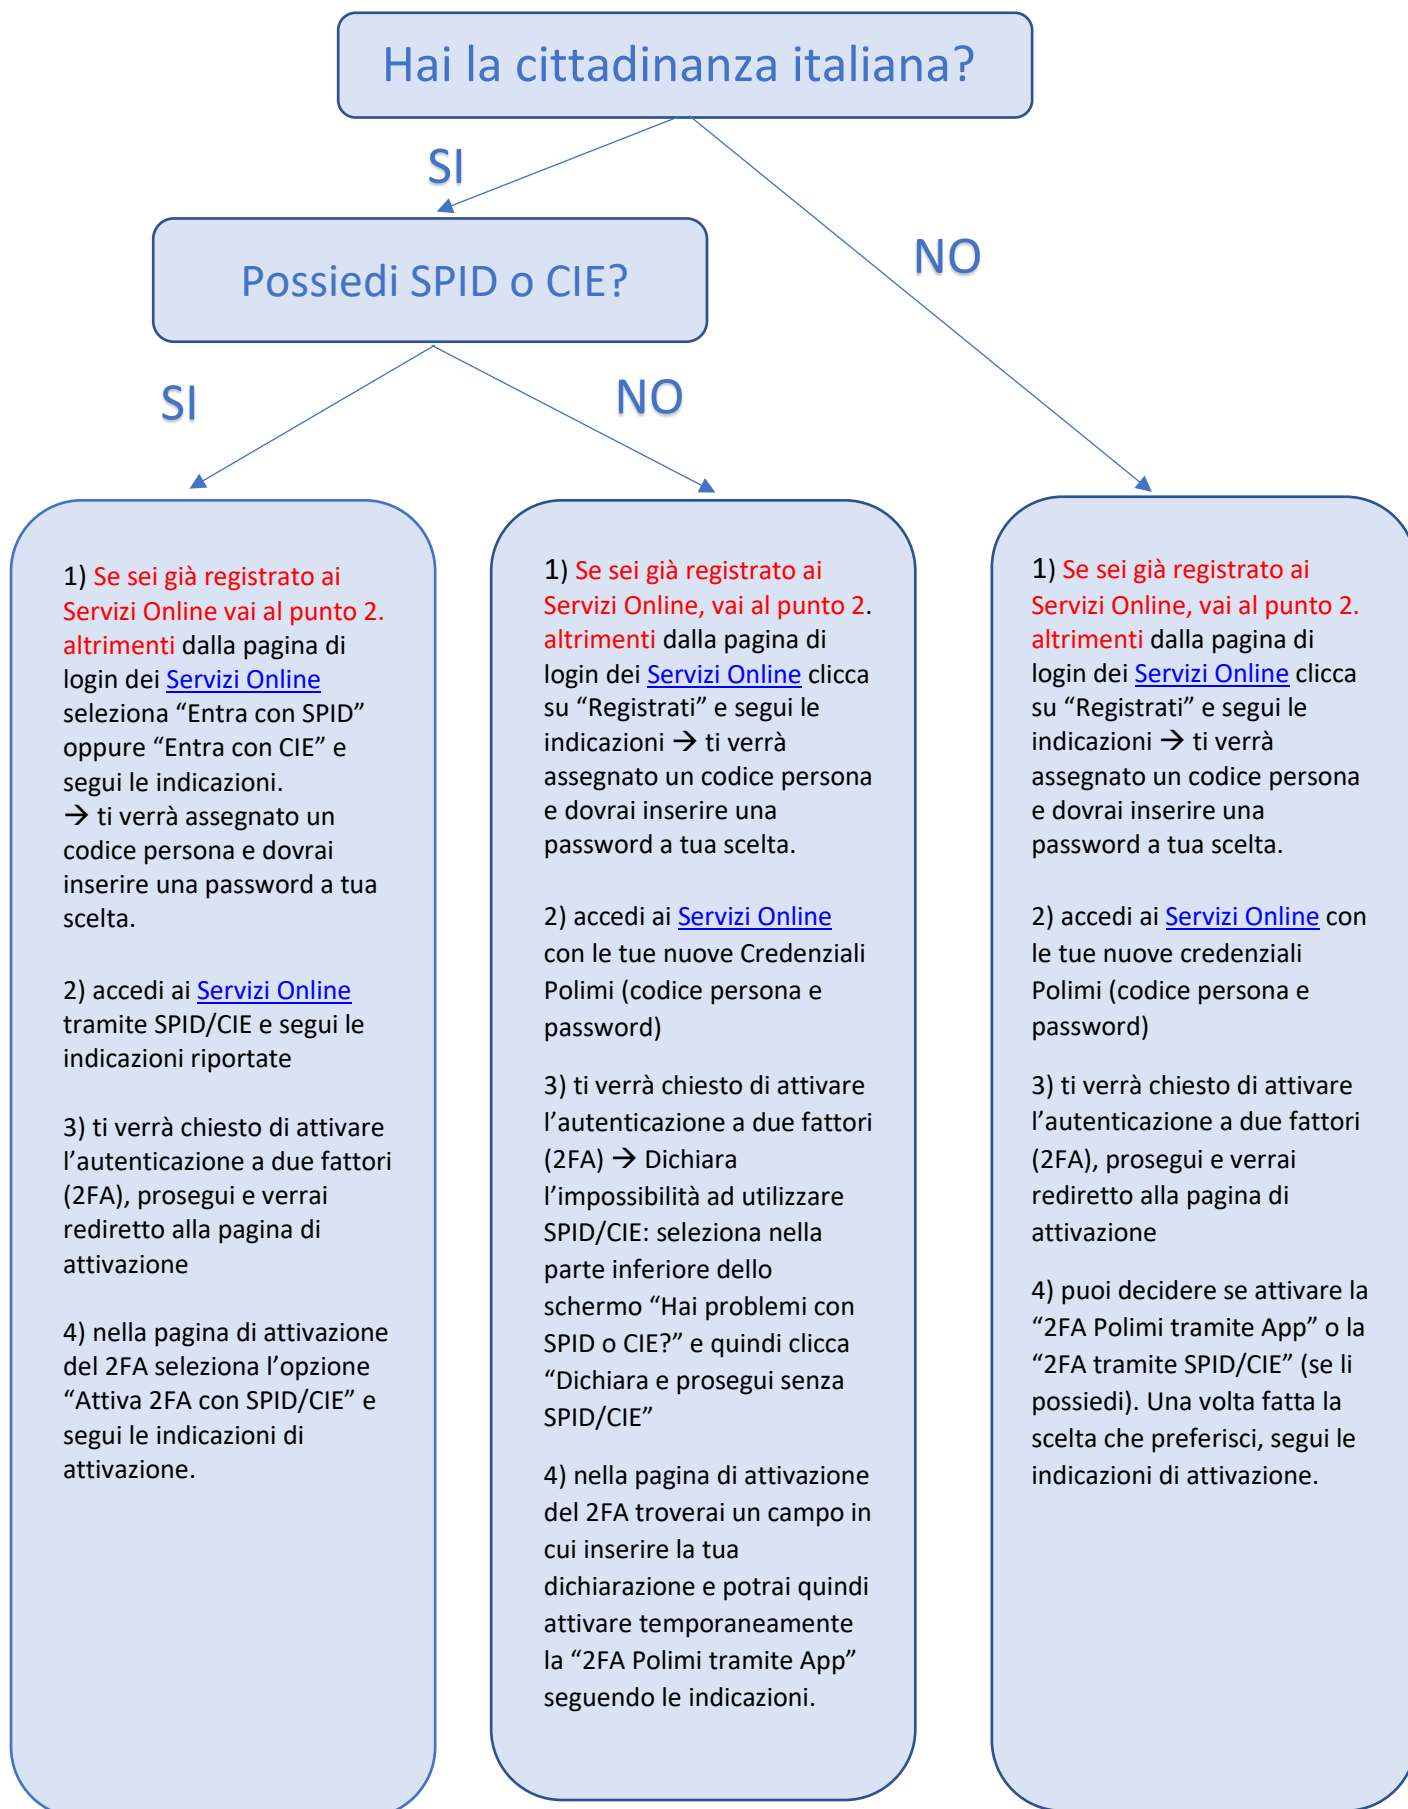 Hai la cittadinanza italiana?
SI
NO
Possiedi SPID o CIE?
SI
NO
1) Se sei già registrato ai
Servizi Online vai al punto 2.
altrimenti dalla pagina di
login dei Servizi Online
seleziona “Entra con SPID”
oppure “Entra con CIE” e
segui le indicazioni.
→ ti verrà assegnato un
codice persona e dovrai
inserire una password a tua
scelta.
2) accedi ai Servizi Online
tramite SPID/CIE e segui le
indicazioni riportate
3) ti verrà chiesto di attivare
l’autenticazione a due fattori
(2FA), prosegui e verrai
rediretto alla pagina di
attivazione
4) nella pagina di attivazione
del 2FA seleziona l’opzione
“Attiva 2FA con SPID/CIE” e
segui le indicazioni di
attivazione.
1) Se sei già registrato ai
Servizi Online, vai al punto 2.
altrimenti dalla pagina di
login dei Servizi Online clicca
su “Registrati” e segui le
indicazioni → ti verrà
assegnato un codice persona
e dovrai inserire una
password a tua scelta.
2) accedi ai Servizi Online
con le tue nuove Credenziali
Polimi (codice persona e
password)
3) ti verrà chiesto di attivare
l’autenticazione a due fattori
(2FA) → Dichiara
l’impossibilità ad utilizzare
SPID/CIE: seleziona nella
parte inferiore dello
schermo “Hai problemi con
SPID o CIE?” e quindi clicca
“Dichiara e prosegui senza
SPID/CIE”
4) nella pagina di attivazione
del 2FA troverai un campo in
cui inserire la tua
dichiarazione e potrai quindi
attivare temporaneamente
la “2FA Polimi tramite App”
seguendo le indicazioni.
1) Se sei già registrato ai
Servizi Online, vai al punto 2.
altrimenti dalla pagina di
login dei Servizi Online clicca
su “Registrati” e segui le
indicazioni → ti verrà
assegnato un codice persona
e dovrai inserire una
password a tua scelta.
2) accedi ai Servizi Online con
le tue nuove credenziali
Polimi (codice persona e
password)
3) ti verrà chiesto di attivare
l’autenticazione a due fattori
(2FA), prosegui e verrai
rediretto alla pagina di
attivazione
4) puoi decidere se attivare la
“2FA Polimi tramite App” o la
“2FA tramite SPID/CIE” (se li
possiedi). Una volta fatta la
scelta che preferisci, segui le
indicazioni di attivazione.